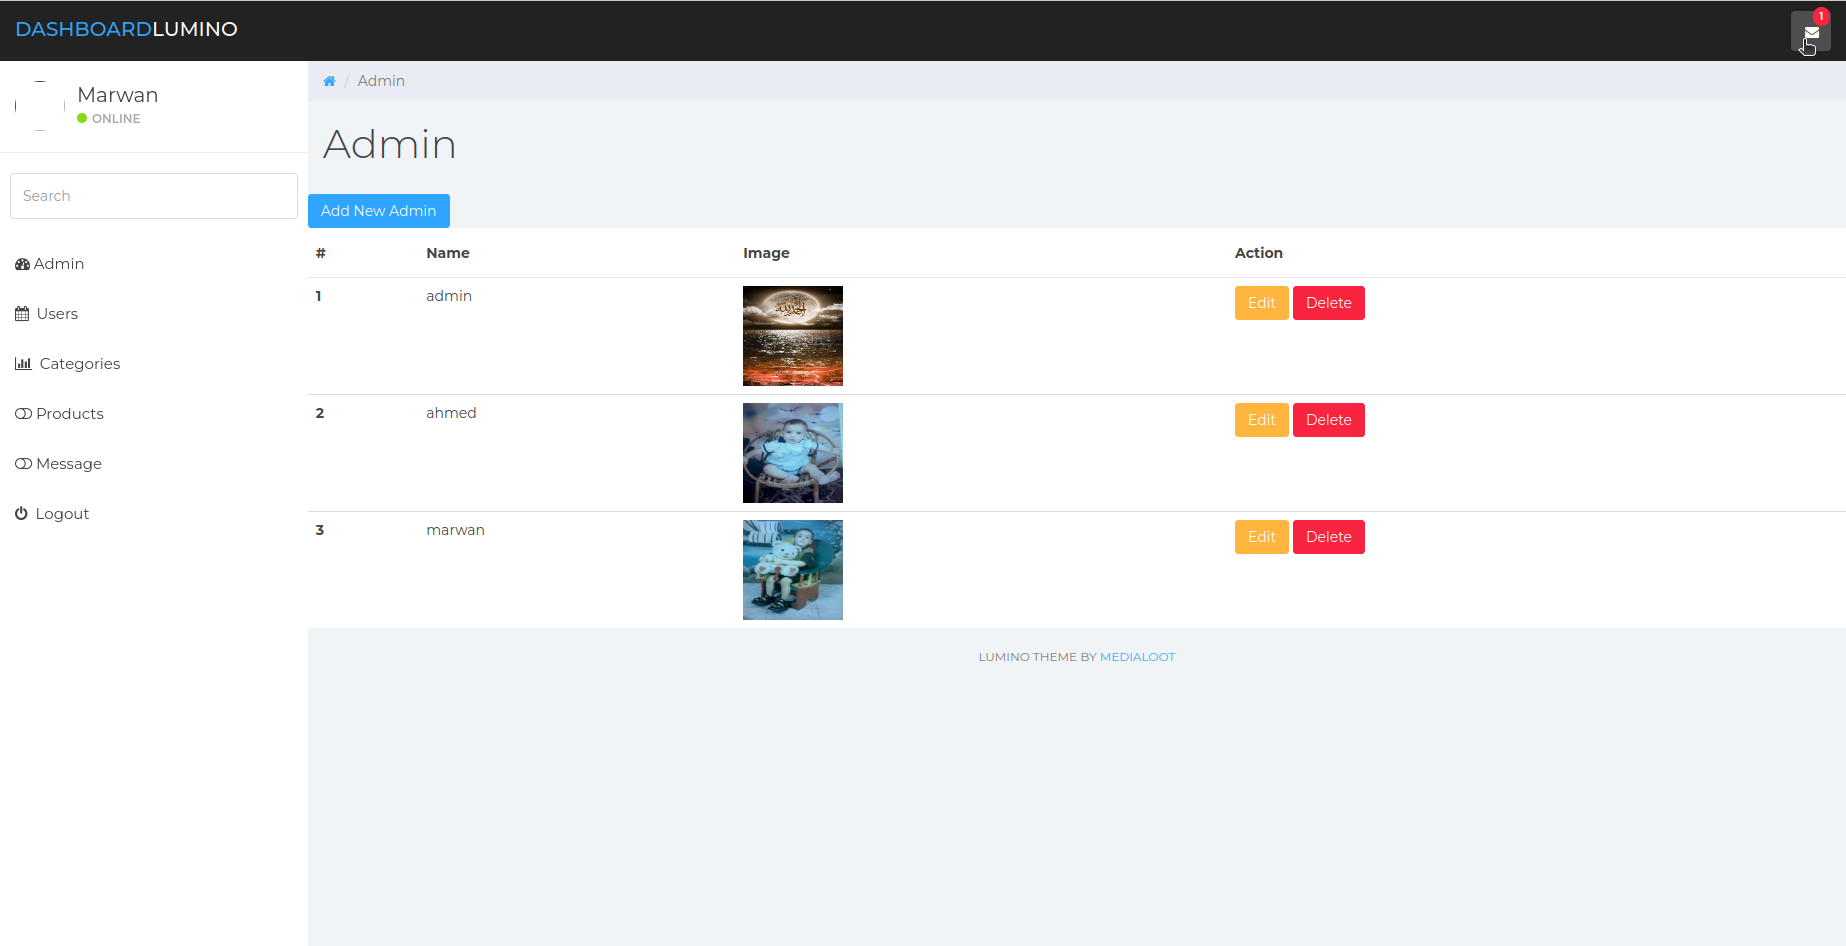 DASHBOARDLUMINO
1
Marwan
ONLINE
Search
Admin
Users
Categories
Products
Message
Logout
/ Admin
Admin
Add New Admin
# Name Image Action
1 admin Edit Delete
2 ahmed Edit Delete
3 marwan Edit Delete
LUMINO THEME BY MEDIALOOT